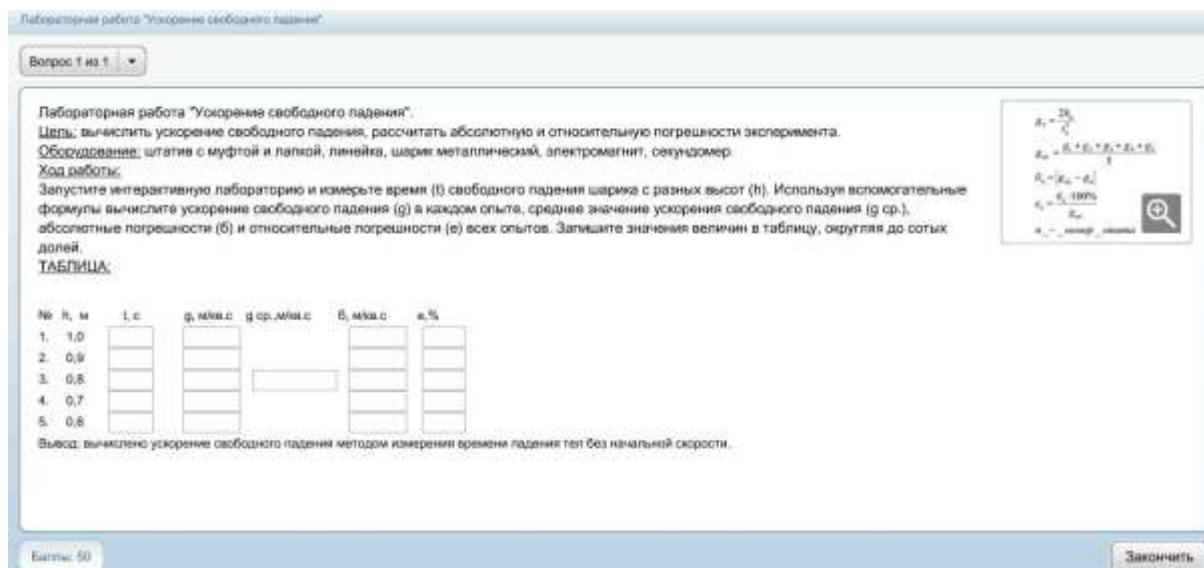 Лабораторная работа "Ускорение свободного падения".
Вопрос 1 из 1
Лабораторная работа "Ускорение свободного падения".
Цель: вычислить ускорение свободного падения, рассчитать абсолютную и относительную погрешности эксперимента.
Оборудование: штатив с муфтой и лапкой, линейка, шарик металлический, электромагнит, секундомер.
Ход работы:
Запустите интерактивную лабораторию и измерьте время (t) свободного падения шарика с разных высот (h). Используя вспомогательные
формулы вычислите ускорение свободного падения (g) в каждом опыте, среднее значение ускорения свободного падения (g ср.),
абсолютные погрешности (б) и относительные погрешности (е) всех опытов. Запишите значения величин в таблицу, округляя до сотых
долей.
ТАБЛИЦА:
№ h, м t, с g, м/кв.с g ср.,м/кв.с б, м/кв.с е,%
1. 1,0
2. 0,9
3. 0,8
4. 0,7
5. 0,6
Вывод: вычислено ускорение свободного падения методом измерения времени падения тел без начальной скорости.
Баллы: 50
Закончить